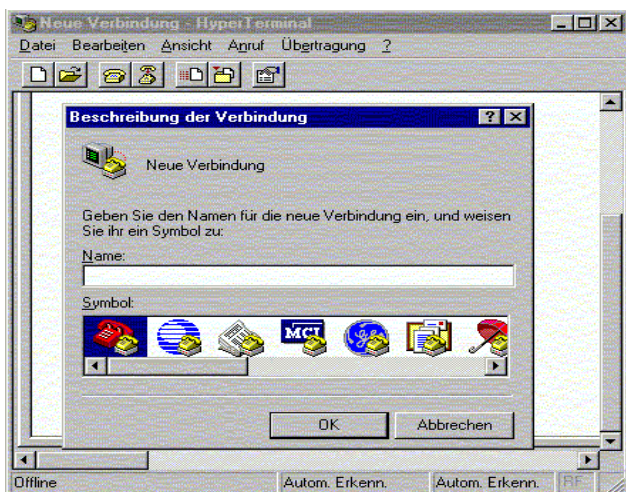 Neue Verbindung - HyperTerminal
Datei Bearbeiten Ansicht Anruf Übertragung ?
Beschreibung der Verbindung
Neue Verbindung
Geben Sie den Namen für die neue Verbindung ein, und weisen
Sie ihr ein Symbol zu:
Name:
Symbol:
MCI
OK Abbrechen
Offline Autom. Erkenn. Autom. Erkenn. RF